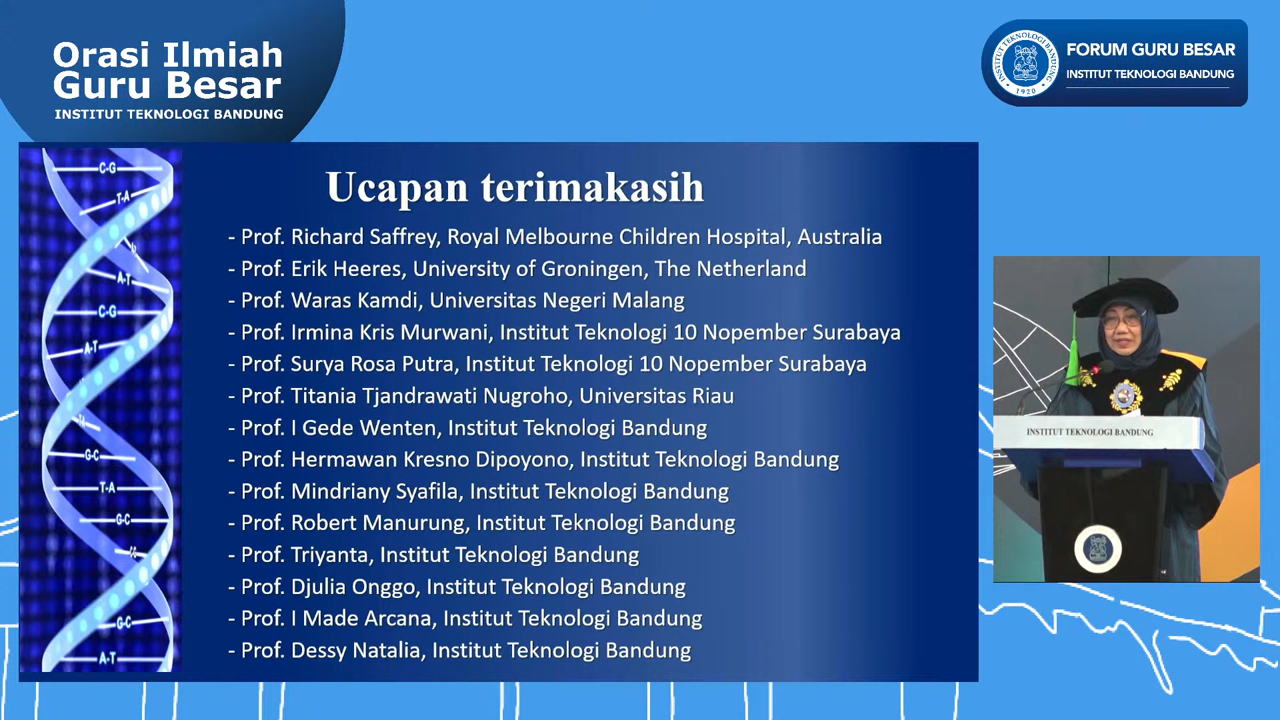 Orasi Ilmiah
Guru Besar
INSTITUT TEKNOLOGI BANDUNG
INSTITUT TEKNOLOGI BANDUNG
1920
FORUM GURU BESAR
INSTITUT TEKNOLOGI BANDUNG
C-G
T-A
A-T
C-G
A-T
G-C
T-A
G-C
G-C
A-T
Ucapan terimakasih
- Prof. Richard Saffrey, Royal Melbourne Children Hospital, Australia
- Prof. Erik Heeres, University of Groningen, The Netherland
- Prof. Waras Kamdi, Universitas Negeri Malang
- Prof. Irmina Kris Murwani, Institut Teknologi 10 Nopember Surabaya
- Prof. Surya Rosa Putra, Institut Teknologi 10 Nopember Surabaya
- Prof. Titania Tjandrawati Nugroho, Universitas Riau
- Prof. I Gede Wenten, Institut Teknologi Bandung
- Prof. Hermawan Kresno Dipoyono, Institut Teknologi Bandung
- Prof. Mindriany Syafila, Institut Teknologi Bandung
- Prof. Robert Manurung, Institut Teknologi Bandung
- Prof. Triyanta, Institut Teknologi Bandung
- Prof. Djulia Onggo, Institut Teknologi Bandung
- Prof. I Made Arcana, Institut Teknologi Bandung
- Prof. Dessy Natalia, Institut Teknologi Bandung
INSTITUT TEKNOLOGI BANDUNG